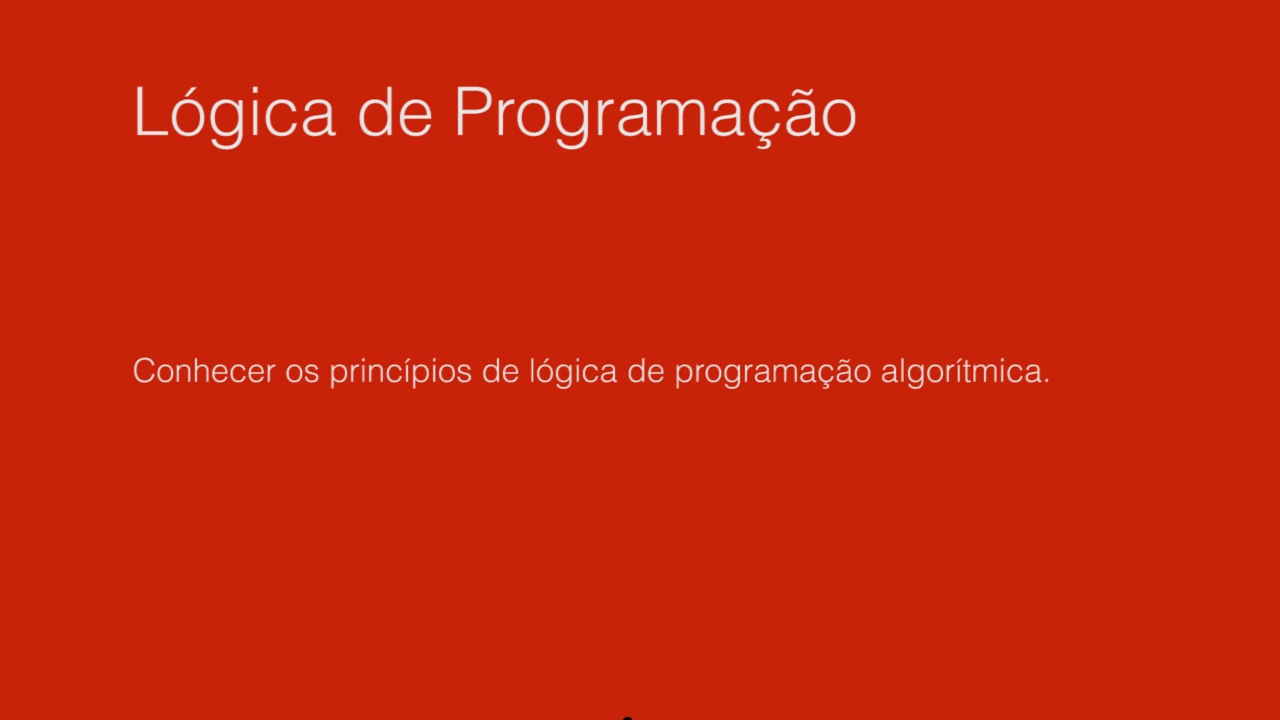 Lógica de Programação
Conhecer os princípios de lógica de programação algorítmica.